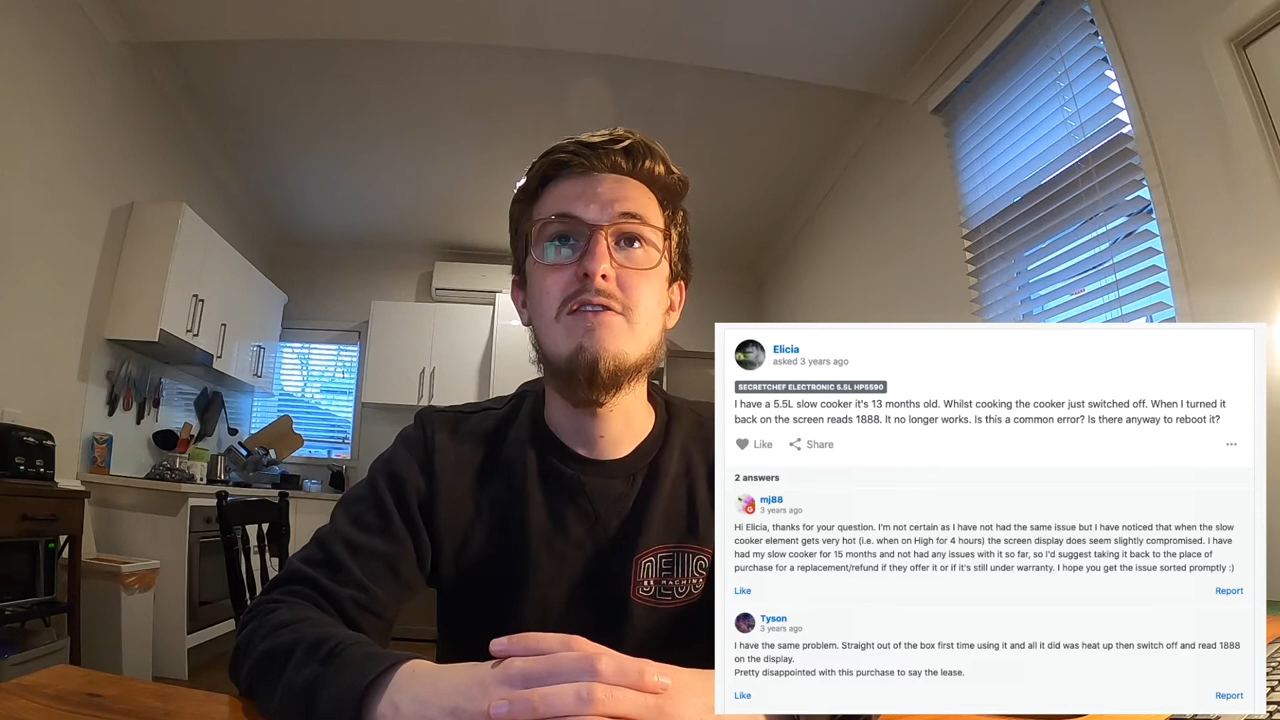 DEUS
EX MACHINA
Elicia
asked 3 years ago
SECRETCHEF ELECTRONIC 5.5L HP5590
I have a 5.5L slow cooker it's 13 months old. Whilst cooking the cooker just switched off. When I turned it
back on the screen reads 1888. It no longer works. Is this a common error? Is there anyway to reboot it?
Like
Share
2 answers
mj88
3 years ago
Hi Elicia, thanks for your question. I'm not certain as I have not had the same issue but I have noticed that when the slow
cooker element gets very hot (i.e. when on High for 4 hours) the screen display does seem slightly compromised. I have
had my slow cooker for 15 months and not had any issues with it so far, so i'd suggest taking it back to the place of
purchase for a replacement/refund if they offer it or if it's still under warranty. I hope you get the issue sorted promptly :)
Like
Report
Tyson
3 years ago
I have the same problem. Straight out of the box first time using it and all it did was heat up then switch off and read 1888
on the display.
Pretty disappointed with this purchase to say the lease.
Like
Report